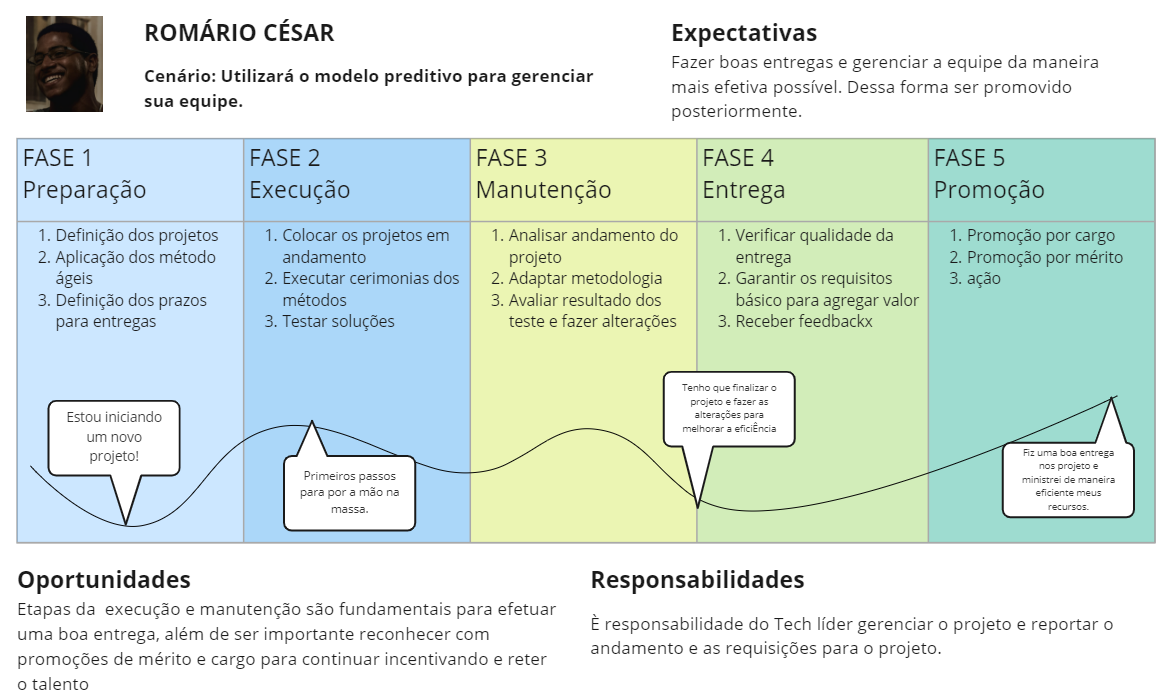 ROMÁRIO CÉSAR
Cenário: Utilizará o modelo preditivo para gerenciar
sua equipe.
Expectativas
Fazer boas entregas e gerenciar a equipe da maneira
mais efetiva possível. Dessa forma ser promovido
posteriormente.
FASE 1
Preparação
1. Definição dos projetos
2. Aplicação dos método
ágeis
3. Definição dos prazos
para entregas
Estou iniciando
um novo
projeto!
FASE 2
Execução
1. Colocar os projetos em
andamento
2. Executar cerimonias dos
métodos
3. Testar soluções
Primeiros passos
para por a mão na
massa.
FASE 3
Manutenção
1. Analisar andamento do
projeto
2. Adaptar metodologia
3. Avaliar resultado dos
teste e fazer alterações
Tenho que finalizar o
projeto e fazer as
alterações para
melhorar a eficiÊncia
FASE 4
Entrega
1. Verificar qualidade da
entrega
2. Garantir os requisitos
básico para agregar valor
3. Receber feedbackx
FASE 5
Promoção
1. Promoção por cargo
2. Promoção por mérito
3. ação
Fiz uma boa entrega
nos projeto e
ministrei de maneira
eficiente meus
recursos.
Oportunidades
Etapas da  execução e manutenção são fundamentais para efetuar
uma boa entrega, além de ser importante reconhecer com
promoções de mérito e cargo para continuar incentivando e reter
o talento
Responsabilidades
È responsabilidade do Tech líder gerenciar o projeto e reportar o
andamento e as requisições para o projeto.